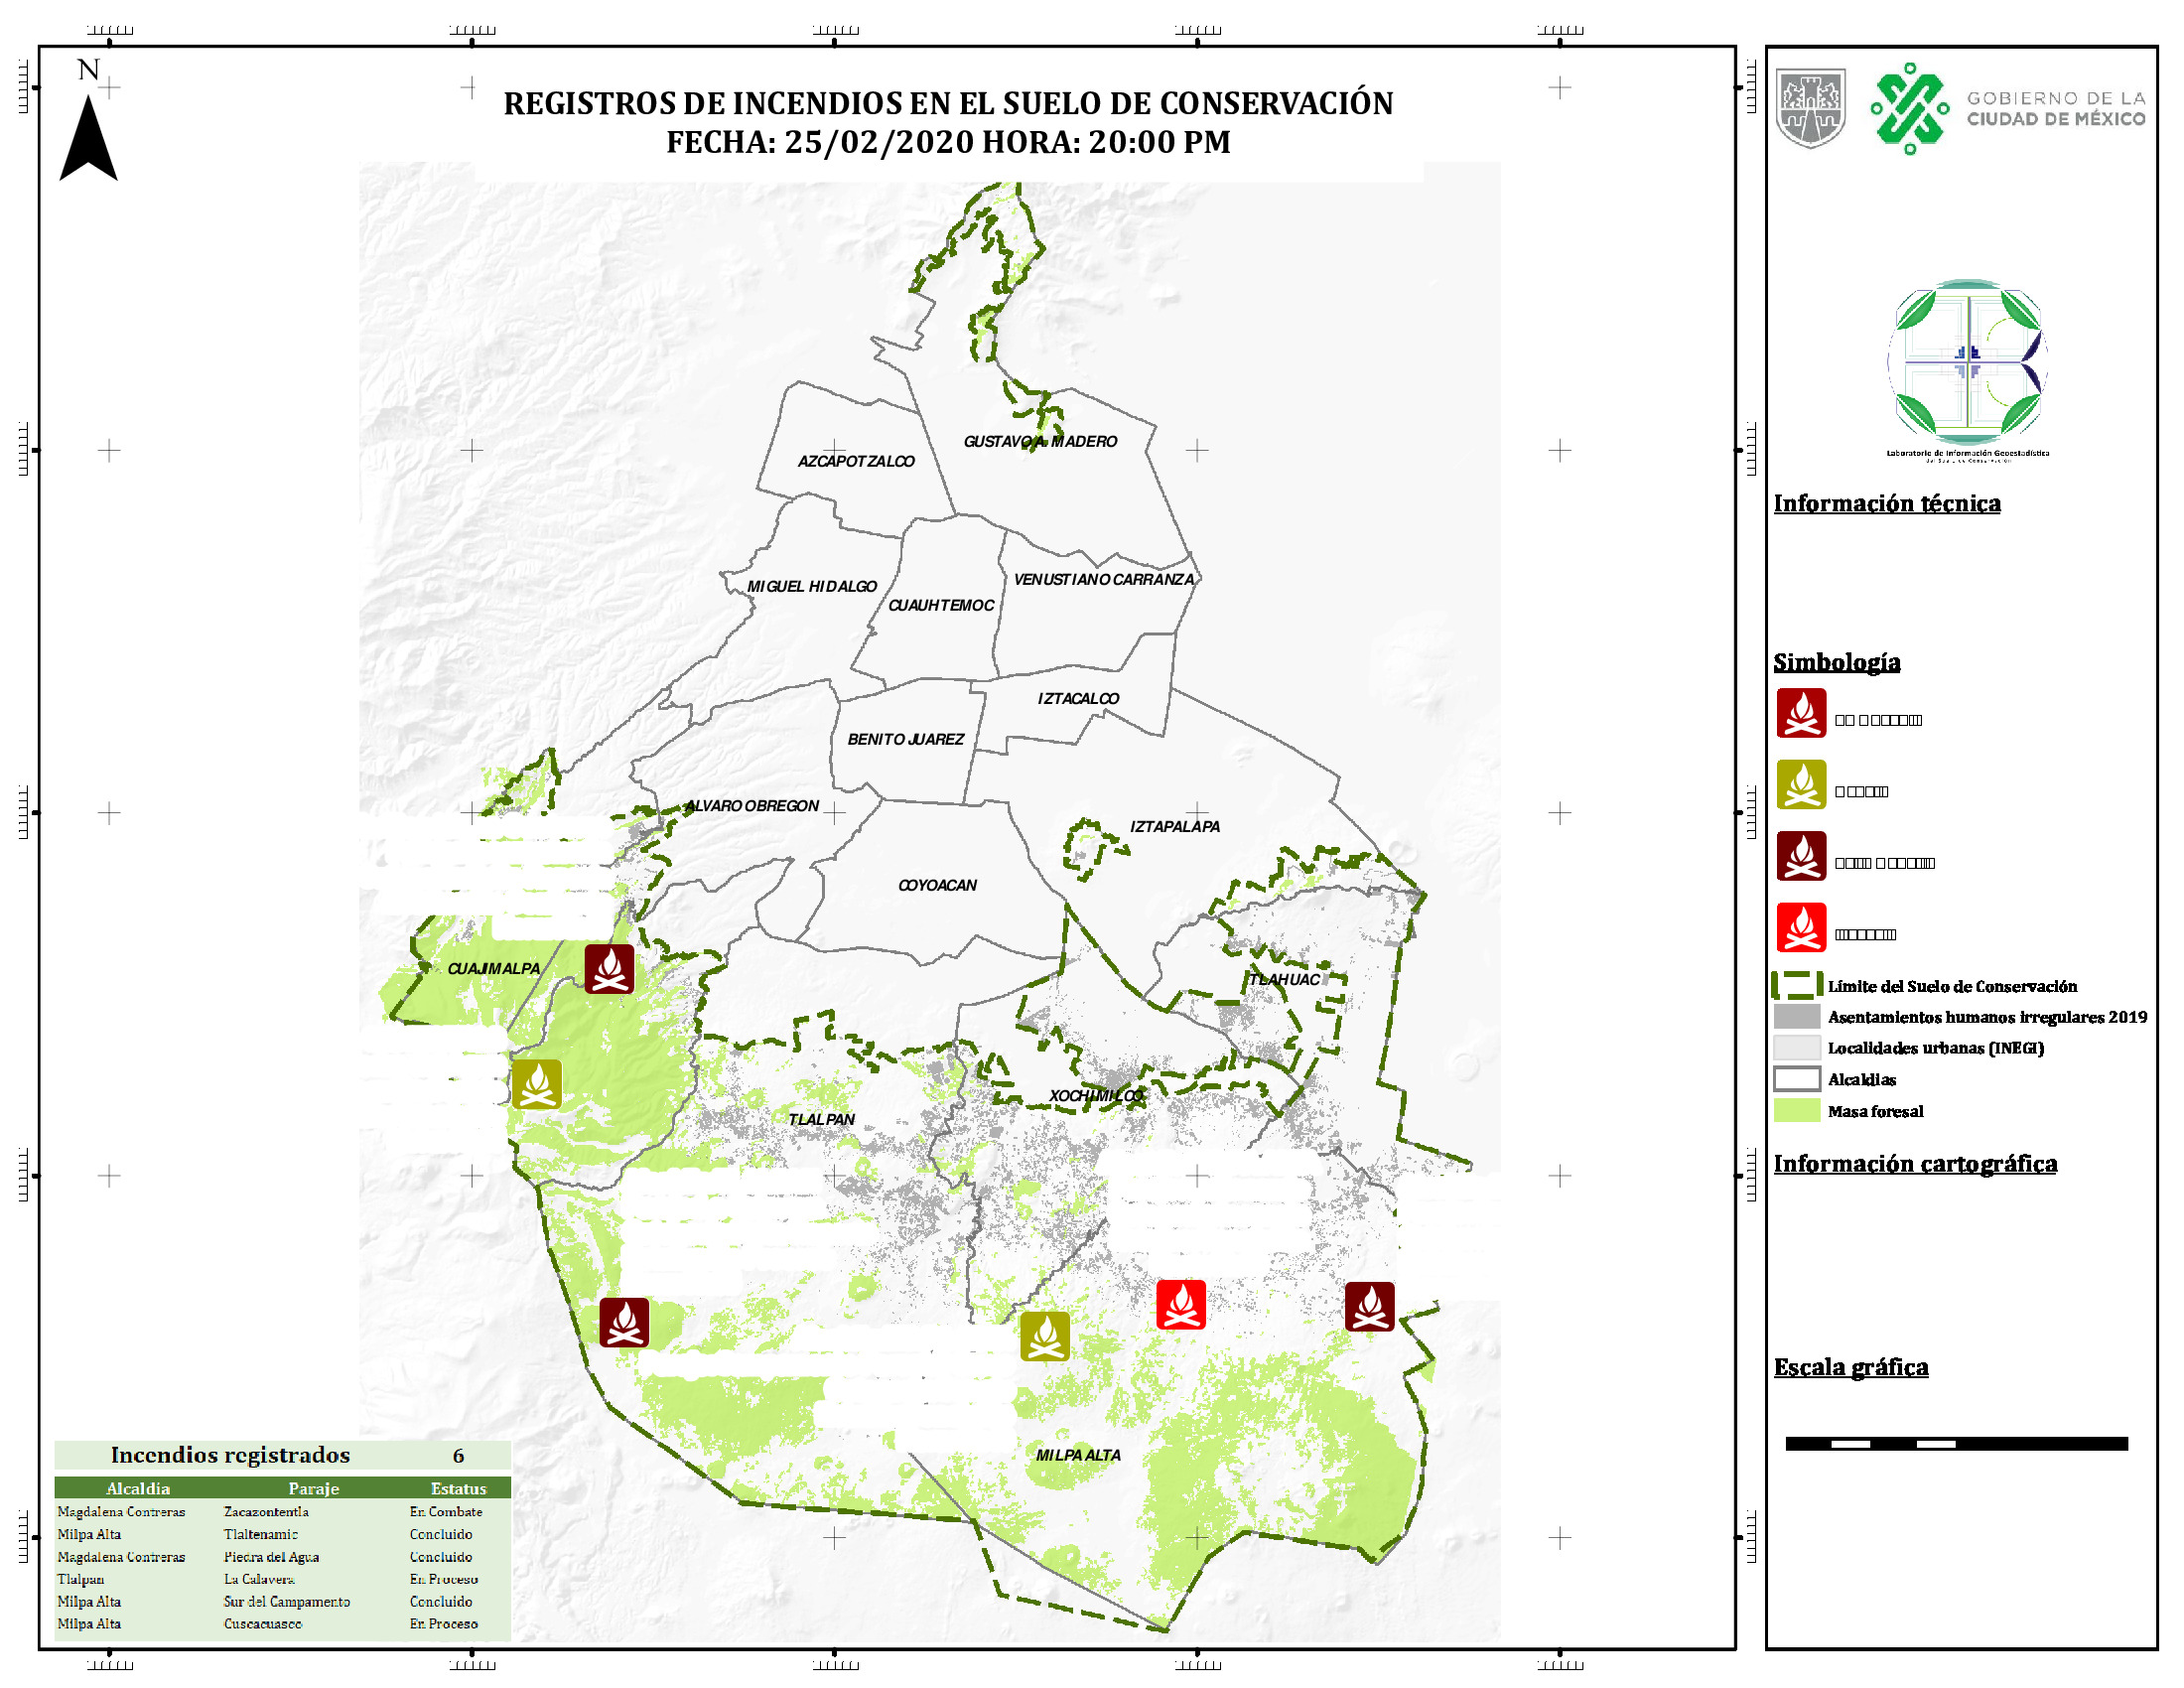 N
REGISTROS DE INCENDIOS EN EL SUELO DE CONSERVACIÓN
FECHA: 25/02/2020 HORA: 20:00 PM
GUSTAVO A. MADERO
AZCAPOTZALCO
MIGUEL HIDALGO
VENUSTIANO CARRANZA
CUAUHTEMOC
IZTACALCO
BENITO JUAREZ
ALVARO OBREGON
IZTAPALAPA
COYOACAN
CUAJIMALPA
TLAHUAC
XOCHIMILCO
TLALPAN
MILPA ALTA
Incendios registrados 6
Alcaldía Paraje Estatus
Magdalena Contreras Zacazontentla En Combate
Milpa Alta Tlaltenamic Concluido
Magdalena Contreras Piedra del Agua Concluido
Tlalpan La Calavera En Proceso
Milpa Alta Sur del Campamento Concluido
Milpa Alta Cuscacuasco En Proceso
GOBIERNO DE LA
CIUDAD DE MÉXICO
Laboratorio de Información Geoestadística
del Suelo de Conservación
Información técnica
Simbología
Límite del Suelo de Conservación
Asentamientos humanos irregulares 2019
Localidades urbanas (INEGI)
Alcaldias
Masa foresal
Información cartográfica
Escala gráfica